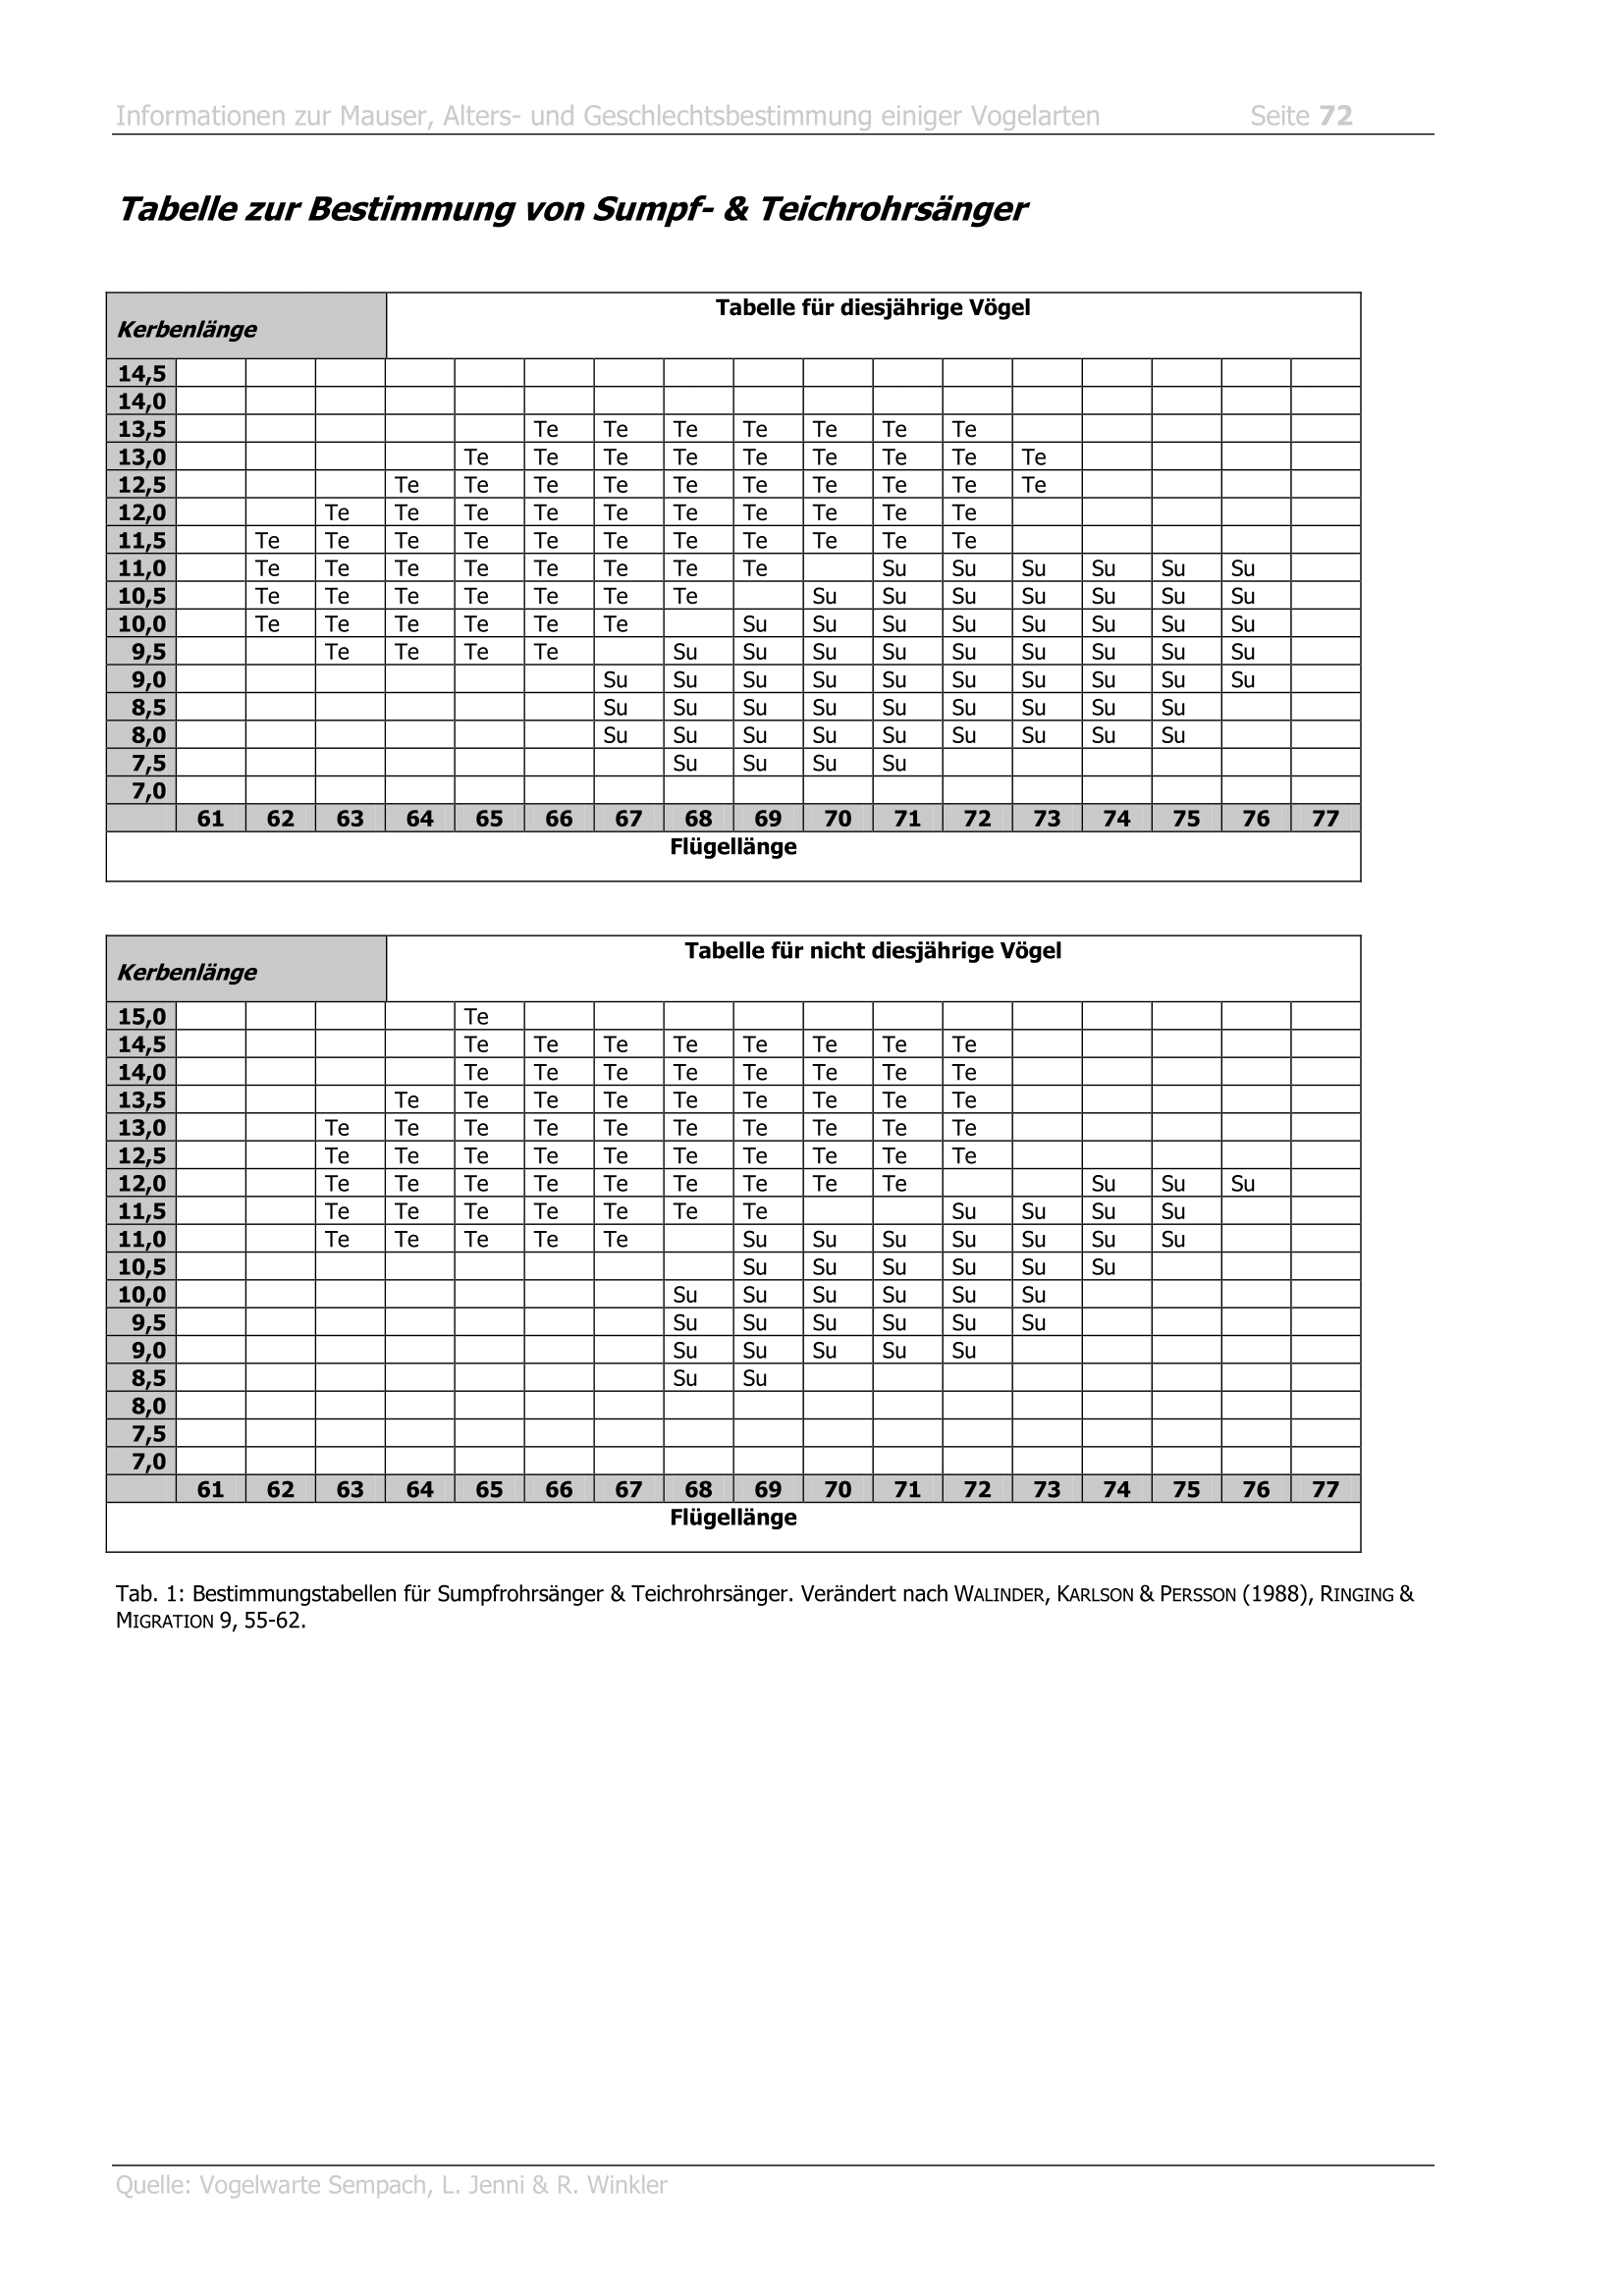 Informationen zur Mauser, Alters- und Geschlechtsbestimmung einiger Vogelarten Seite 72
Tabelle zur Bestimmung von Sumpf- & Teichrohrsänger
Kerbenlänge Tabelle für diesjährige Vögel
14,5
14,0
13,5 Te Te Te Te Te Te Te
13,0 Te Te Te Te Te Te Te Te Te
12,5 Te Te Te Te Te Te Te Te Te Te
12,0 Te Te Te Te Te Te Te Te Te Te
11,5 Te Te Te Te Te Te Te Te Te Te Te
11,0 Te Te Te Te Te Te Te Te Su Su Su Su Su Su
10,5 Te Te Te Te Te Te Te Su Su Su Su Su Su Su
10,0 Te Te Te Te Te Te Su Su Su Su Su Su Su Su
9,5 Te Te Te Te Su Su Su Su Su Su Su Su Su
9,0 Su Su Su Su Su Su Su Su Su Su
8,5 Su Su Su Su Su Su Su Su Su
8,0 Su Su Su Su Su Su Su Su Su
7,5 Su Su Su Su
7,0
61 62 63 64 65 66 67 68 69 70 71 72 73 74 75 76 77
Flügellänge
Kerbenlänge Tabelle für nicht diesjährige Vögel
15,0 Te
14,5 Te Te Te Te Te Te Te Te
14,0 Te Te Te Te Te Te Te Te
13,5 Te Te Te Te Te Te Te Te Te
13,0 Te Te Te Te Te Te Te Te Te Te
12,5 Te Te Te Te Te Te Te Te Te Te
12,0 Te Te Te Te Te Te Te Te Te Su Su Su
11,5 Te Te Te Te Te Te Te Su Su Su Su
11,0 Te Te Te Te Te Su Su Su Su Su Su Su
10,5 Su Su Su Su Su Su
10,0 Su Su Su Su Su Su
9,5 Su Su Su Su Su Su
9,0 Su Su Su Su Su
8,5 Su Su
8,0
7,5
7,0
61 62 63 64 65 66 67 68 69 70 71 72 73 74 75 76 77
Flügellänge
Tab. 1: Bestimmungstabellen für Sumpfrohrsänger & Teichrohrsänger. Verändert nach WALINDER, KARLSON & PERSSON (1988), RINGING &
MIGRATION 9, 55-62.
Quelle: Vogelwarte Sempach, L. Jenni & R. Winkler